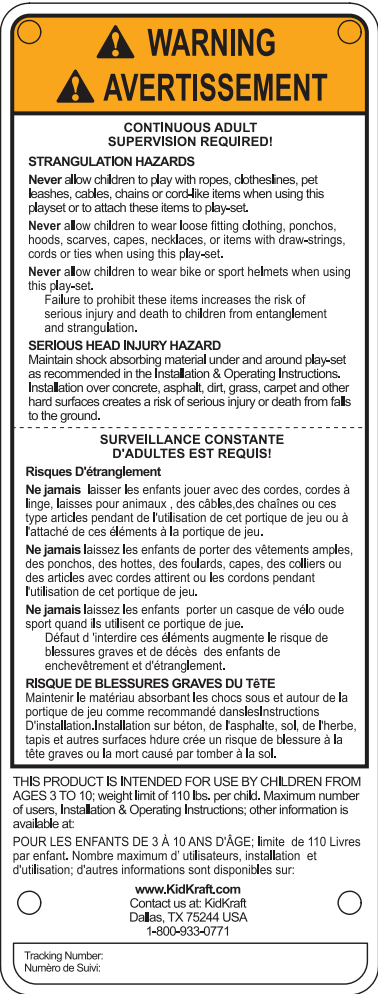 WARNING
AVERTISSEMENT
CONTINUOUS ADULT
SUPERVISION REQUIRED!
STRANGULATION HAZARDS
Never allow children to play with ropes, clotheslines, pet
leashes, cables, chains or cord-like items when using this
playset or to attach these items to play-set.
Never allow children to wear loose fitting clothing, ponchos,
hoods, scarves, capes, necklaces, or items with draw-strings,
cords or ties when using this play-set.
Never allow children to wear bike or sport helmets when using
this play-set.
Failure to prohibit these items increases the risk of
serious injury and death to children from entanglement
and strangulation.
SERIOUS HEAD INJURY HAZARD
Maintain shock absorbing material under and around play-set
as recommended in the Installation & Operating Instructions.
Installation over concrete, asphalt, dirt, grass, carpet and other
hard surfaces creates a risk of serious injury or death from falls
to the ground.
SURVEILLANCE CONSTANTE
D'ADULTES EST REQUIS!
Risques D'étranglement
Ne jamais laisser les enfants jouer avec des cordes, cordes à
linge, laisses pour animaux , des câbles,des chaînes ou ces
type articles pendant de l'utilisation de cet portique de jeu ou à
l'attaché de ces éléments à la portique de jeu.
Ne jamais laissez les enfants de porter des vêtements amples,
des ponchos, des hottes, des foulards, capes, des colliers ou
des articles avec cordes attirent ou les cordons pendant
l'utilisation de cet portique de jeu.
Ne jamais laissez les enfants porter un casque de vélo oude
sport quand ils utilisent ce portique de jue.
Défaut d 'interdire ces éléments augmente le risque de
blessures graves et de décès des enfants de
enchevêtrement et d'étranglement.
RISQUE DE BLESSURES GRAVES DU TêTE
Maintenir le matériau absorbant les chocs sous et autour de la
portique de jeu comme recommandé danslesInstructions
D'installation.Installation sur béton, de l'asphalte, sol, de l'herbe,
tapis et autres surfaces hdure crée un risque de blessure à la
tête graves ou la mort causé par tomber à la sol.
THIS PRODUCT IS INTENDED FOR USE BY CHILDREN FROM
AGES 3 TO 10; weight limit of 110 lbs. per child. Maximum number
of users, Installation & Operating Instructions; other information is
available at:
POUR LES ENFANTS DE 3 À 10 ANS D'ÂGE; limite de 110 Livres
par enfant. Nombre maximum d' utilisateurs, installation et
d'utilisation; d'autres informations sont disponibles sur:
www.KidKraft.com
Contact us at: KidKraft
Dallas, TX 75244 USA
1-800-933-0771
Tracking Number:
Numèro de Suivi: